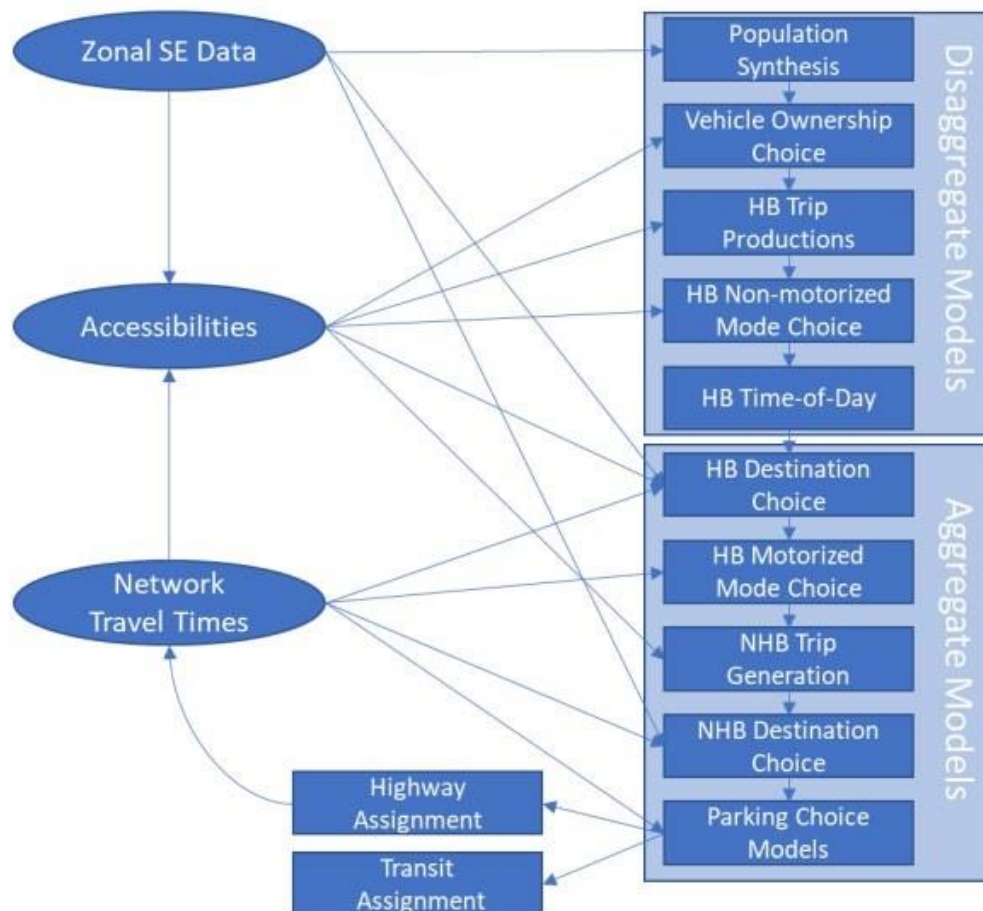 Zonal SE Data
Accessibilities
Network
Travel Times
Highway
Assignment
Transit
Assignment
Population
Synthesis
Vehicle Ownership
Choice
HB Trip
Productions
HB Non-motorized
Mode Choice
HB Time-of-Day
Disaggregate Models
HB Destination
Choice
HB Motorized
Mode Choice
NHB Trip
Generation
NHB Destination
Choice
Parking Choice
Models
Aggregate Models